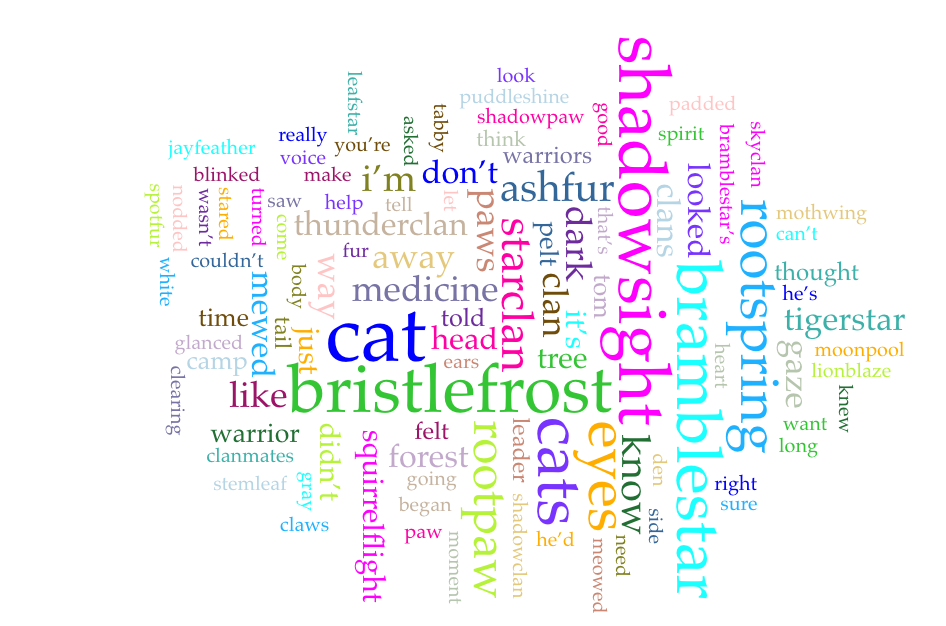 look
puddleshine
shadowpaw
leafstar
tabby
asked
good
padded
spirit
skyclan
bramblestar's
shadowsight
really
you're
think
jayfeather
voice
warriors
blinked
make
i'm
don't
ashfur
looked
clans
saw
help
tell
let
paws
spotfur
nodded
wasn't
stared
turned
come
thunderclan
starclan
pelt
dark
that's
tom
rootspring
mothwing
can't
couldn't
fur
away
white
mewed
body
way
medicine
clan
it's
thought
he's
time
tail
just
cat
told
head
tree
bramblestar
tigerstar
glanced
camp
ears
heart
gaze
moonpool
lionblaze
clearing
like
bristlefrost
knew
warrior
didn't
squirrelflight
felt
forest
rootpaw
leader
cats
eyes
know
want
long
clanmates
stemleaf
gray
going
den
right
claws
began
shadowclan
side
sure
paw
moment
he'd
meowed
need